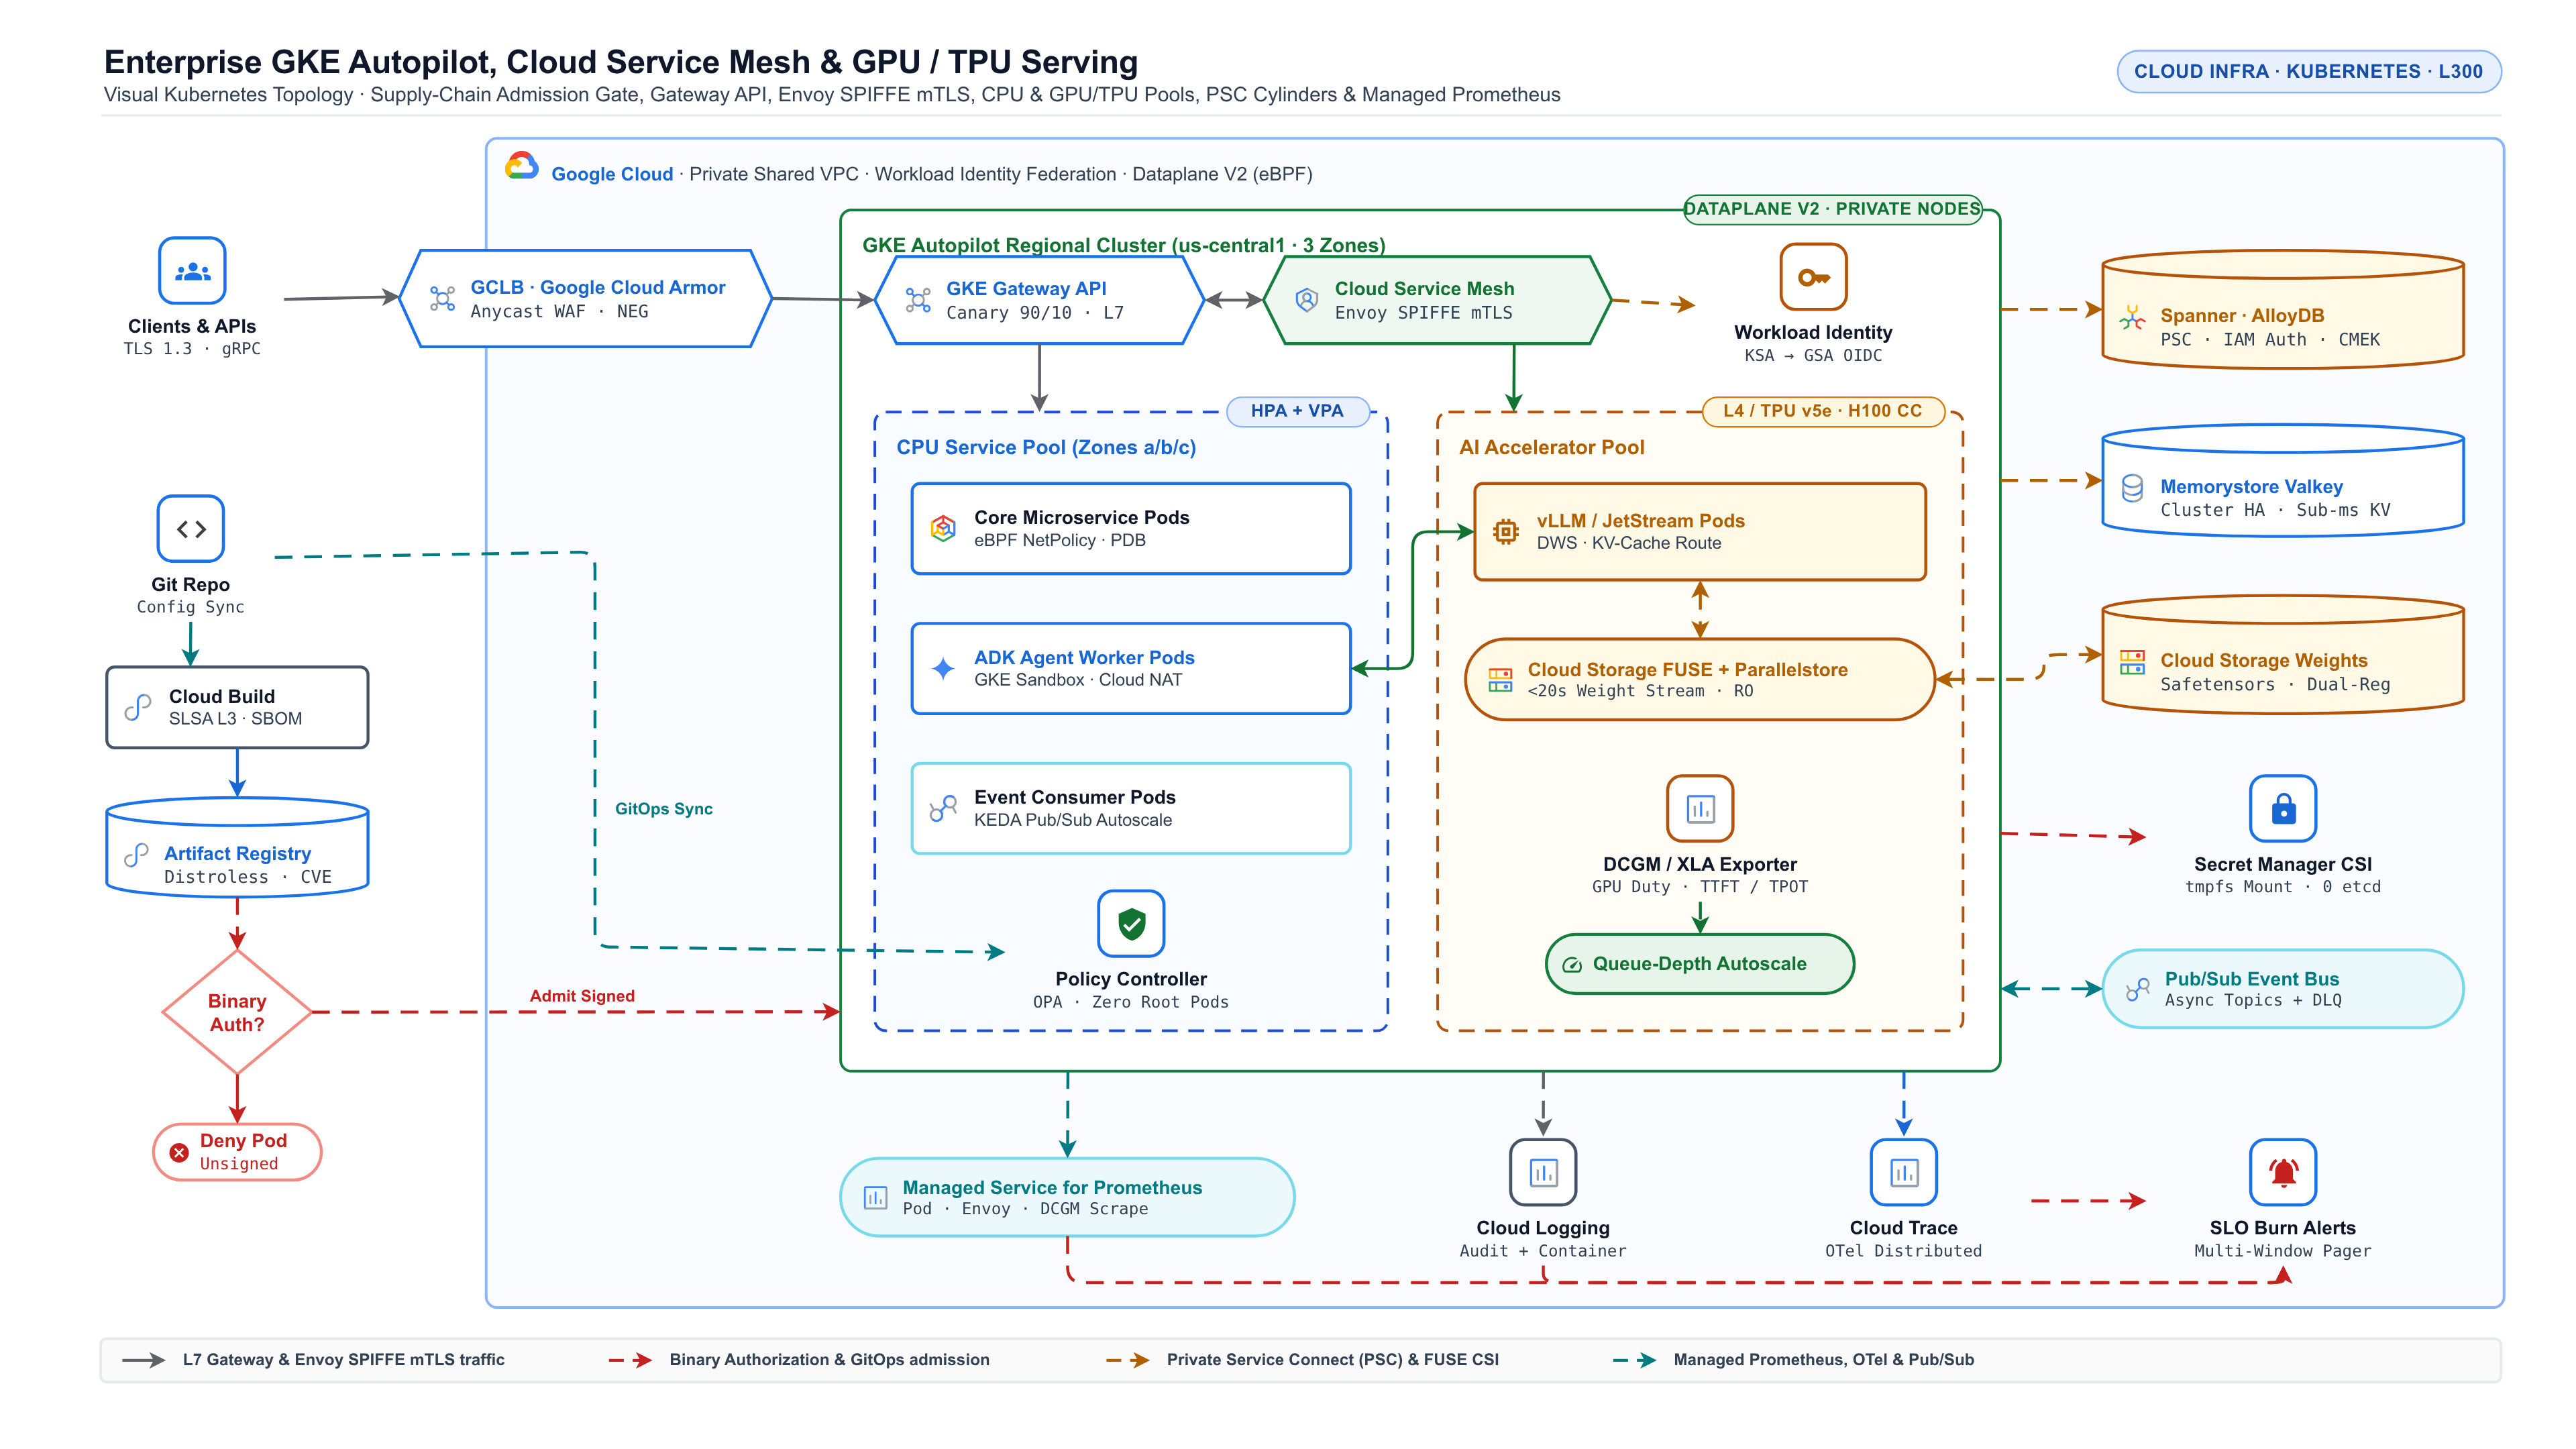 Enterprise GKE Autopilot, Cloud Service Mesh & GPU / TPU Serving
Visual Kubernetes Topology · Supply-Chain Admission Gate, Gateway API, Envoy SPIFFE mTLS, CPU & GPU/TPU Pools, PSC Cylinders & Managed Prometheus
CLOUD INFRA · KUBERNETES · L300
Google Cloud · Private Shared VPC · Workload Identity Federation · Dataplane V2 (eBPF)
DATAPLANE V2 · PRIVATE NODES
GKE Autopilot Regional Cluster (us-central1 · 3 Zones)
Clients & APIs
TLS 1.3 · gRPC
GCLB · Google Cloud Armor
Anycast WAF · NEG
GKE Gateway API
Canary 90/10 · L7
Cloud Service Mesh
Envoy SPIFFE mTLS
Workload Identity
KSA → GSA OIDC
Spanner · AlloyDB
PSC · IAM Auth · CMEK
HPA + VPA
CPU Service Pool (Zones a/b/c)
L4 / TPU v5e · H100 CC
AI Accelerator Pool
Memorystore Valkey
Cluster HA · Sub-ms KV
Core Microservice Pods
eBPF NetPolicy · PDB
vLLM / JetStream Pods
DWS · KV-Cache Route
Git Repo
Config Sync
ADK Agent Worker Pods
GKE Sandbox · Cloud NAT
Cloud Storage FUSE + Parallelstore
<20s Weight Stream · RO
Cloud Storage Weights
Safetensors · Dual-Reg
Cloud Build
SLSA L3 · SBOM
GitOps Sync
Event Consumer Pods
KEDA Pub/Sub Autoscale
DCGM / XLA Exporter
GPU Duty · TTFT / TPOT
Secret Manager CSI
tmpfs Mount · 0 etcd
Artifact Registry
Distroless · CVE
Policy Controller
OPA · Zero Root Pods
Queue-Depth Autoscale
Pub/Sub Event Bus
Async Topics + DLQ
Binary
Auth?
Admit Signed
Deny Pod
Unsigned
Managed Service for Prometheus
Pod · Envoy · DCGM Scrape
Cloud Logging
Audit + Container
Cloud Trace
OTel Distributed
SLO Burn Alerts
Multi-Window Pager
L7 Gateway & Envoy SPIFFE mTLS traffic
Binary Authorization & GitOps admission
Private Service Connect (PSC) & FUSE CSI
Managed Prometheus, OTel & Pub/Sub